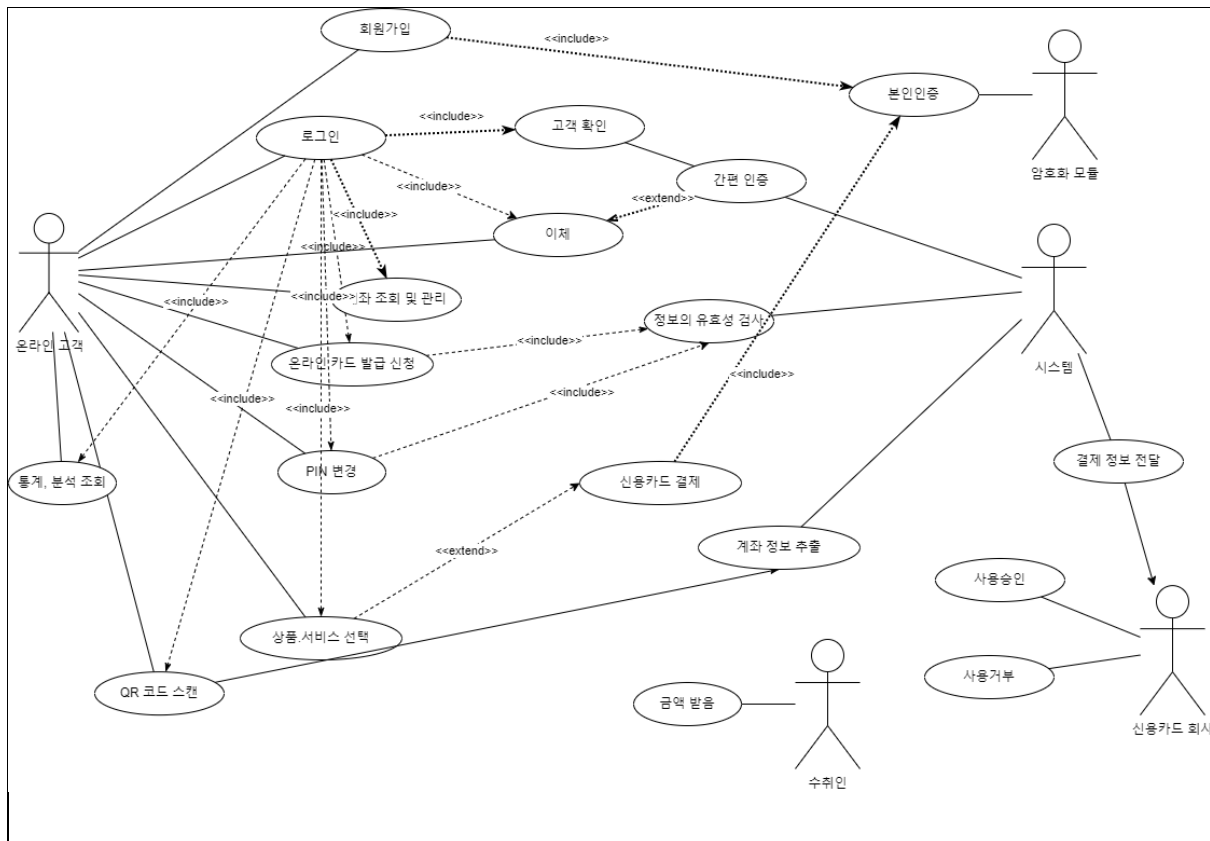 회원가입
<<include>>
본인인증
암호화 모듈
<<include>>
로그인
고객 확인
간편 인증
<<include>>
<<extend>>
<<include>>
이체
<<include>>
온라인 고객
<<include>>
<<include>>
좌 조회 및 관리
정보의 유효성 검사
시스템
<<include>>
온라인 카드 발급 신청
<<include>>
<<include>>
<<include>>
<<include>>
통계, 분석 조회
PIN 변경
신용카드 결제
결제 정보 전달
<<extend>>
계좌 정보 추출
사용승인
상품.서비스 선택
QR 코드 스캔
사용거부
금액 받음
신용카드 회사
수취인